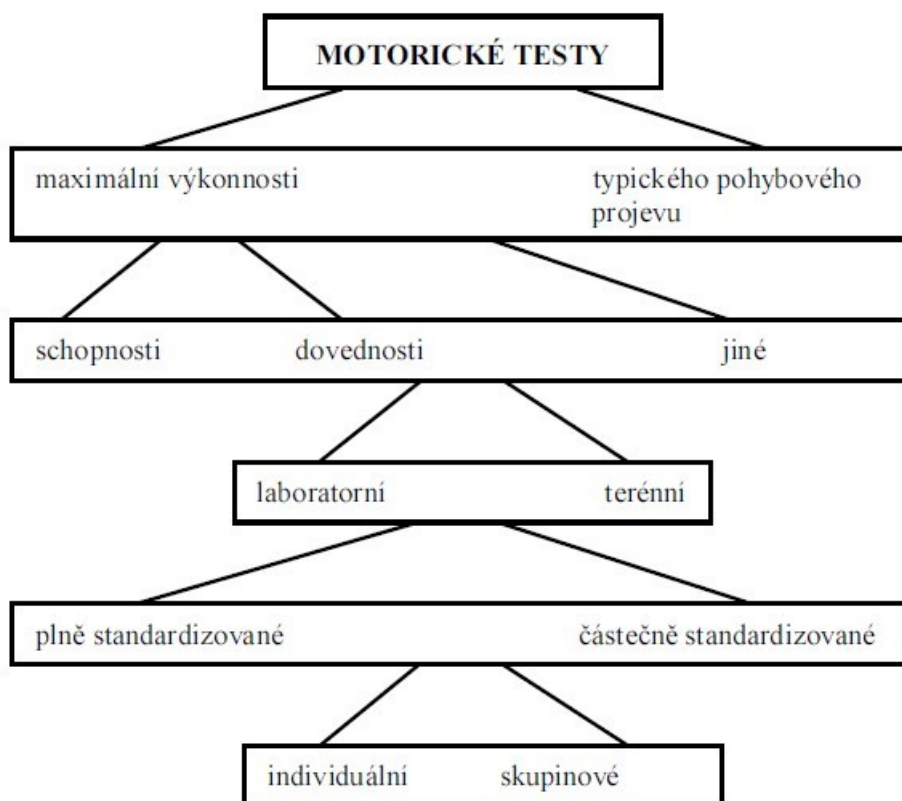 MOTORICKÉ TESTY
maximální výkonnosti typického pohybového
projevu
schopnosti dovednosti jiné
laboratorní terénní
plně standardizované částečně standardizované
individuální skupinové